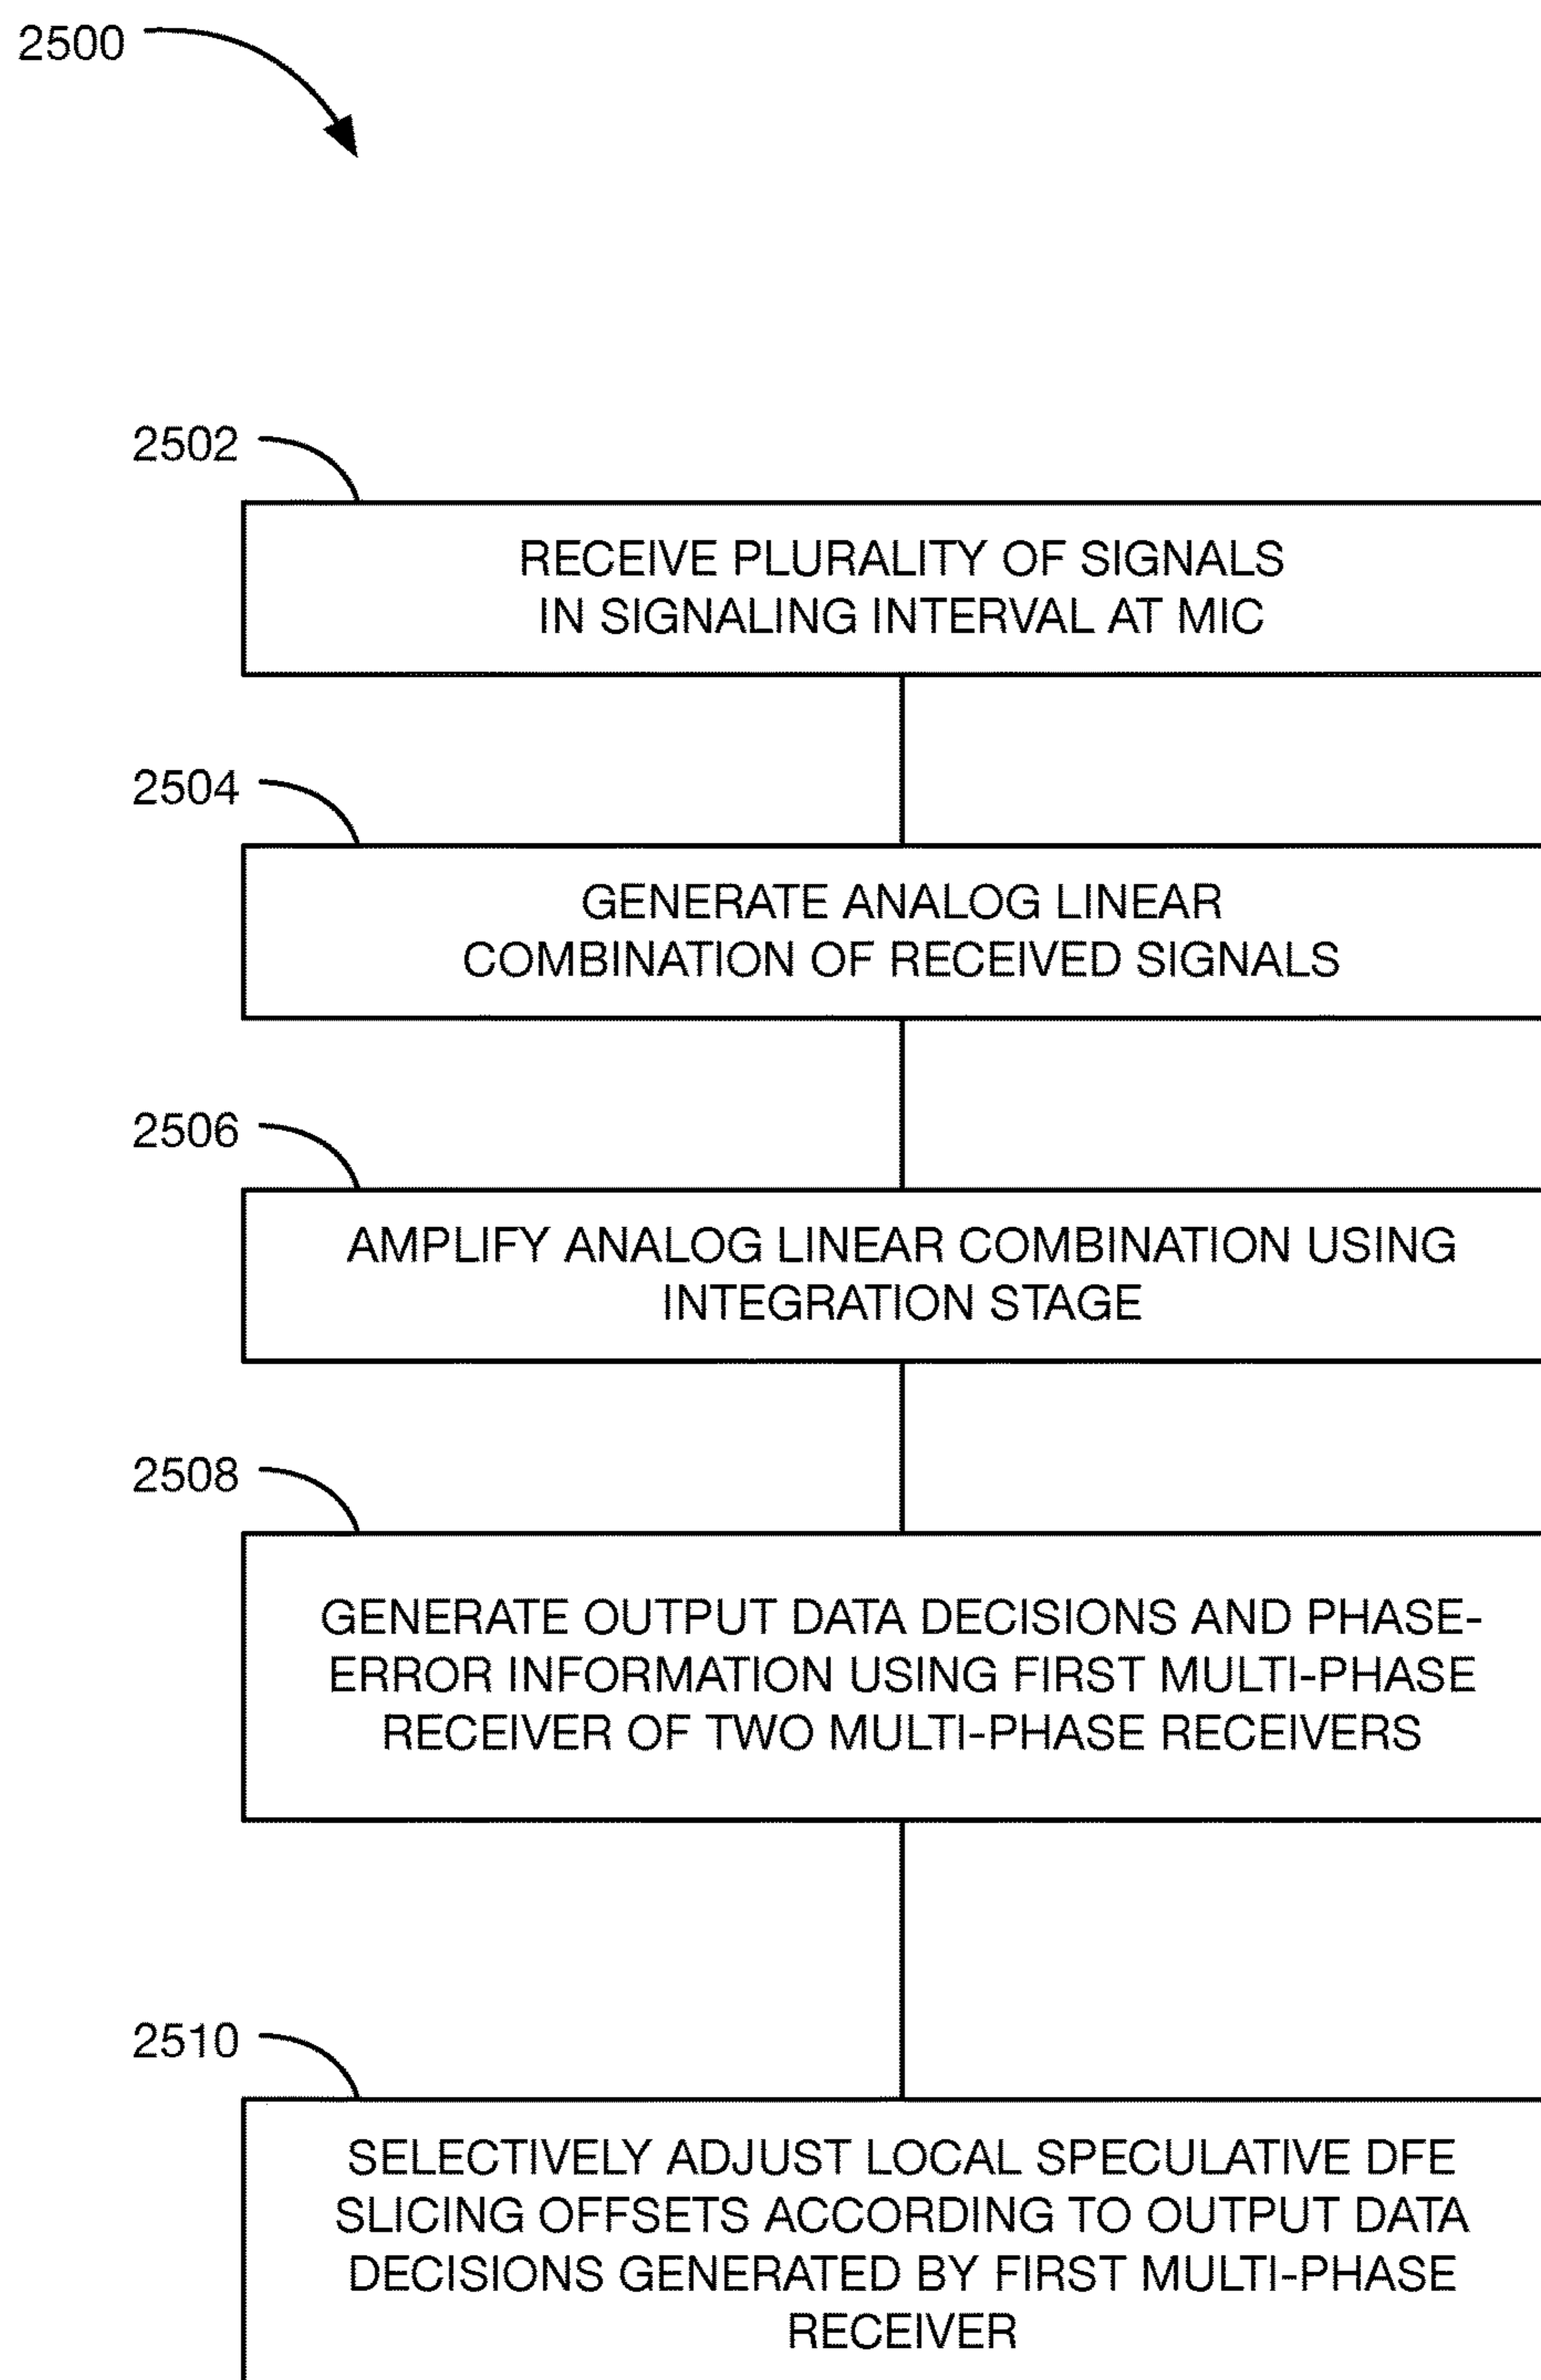 2500
2502
RECEIVE PLURALITY OF SIGNALS
IN SIGNALING INTERVAL AT MIC
2504
GENERATE ANALOG LINEAR
COMBINATION OF RECEIVED SIGNALS
2506
AMPLIFY ANALOG LINEAR COMBINATION USING
INTEGRATION STAGE
2508
GENERATE OUTPUT DATA DECISIONS AND PHASE-
ERROR INFORMATION USING FIRST MULTI-PHASE
RECEIVER OF TWO MULTI-PHASE RECEIVERS
2510
SELECTIVELY ADJUST LOCAL SPECULATIVE DFE
SLICING OFFSETS ACCORDING TO OUTPUT DATA
DECISIONS GENERATED BY FIRST MULTI-PHASE
RECEIVER